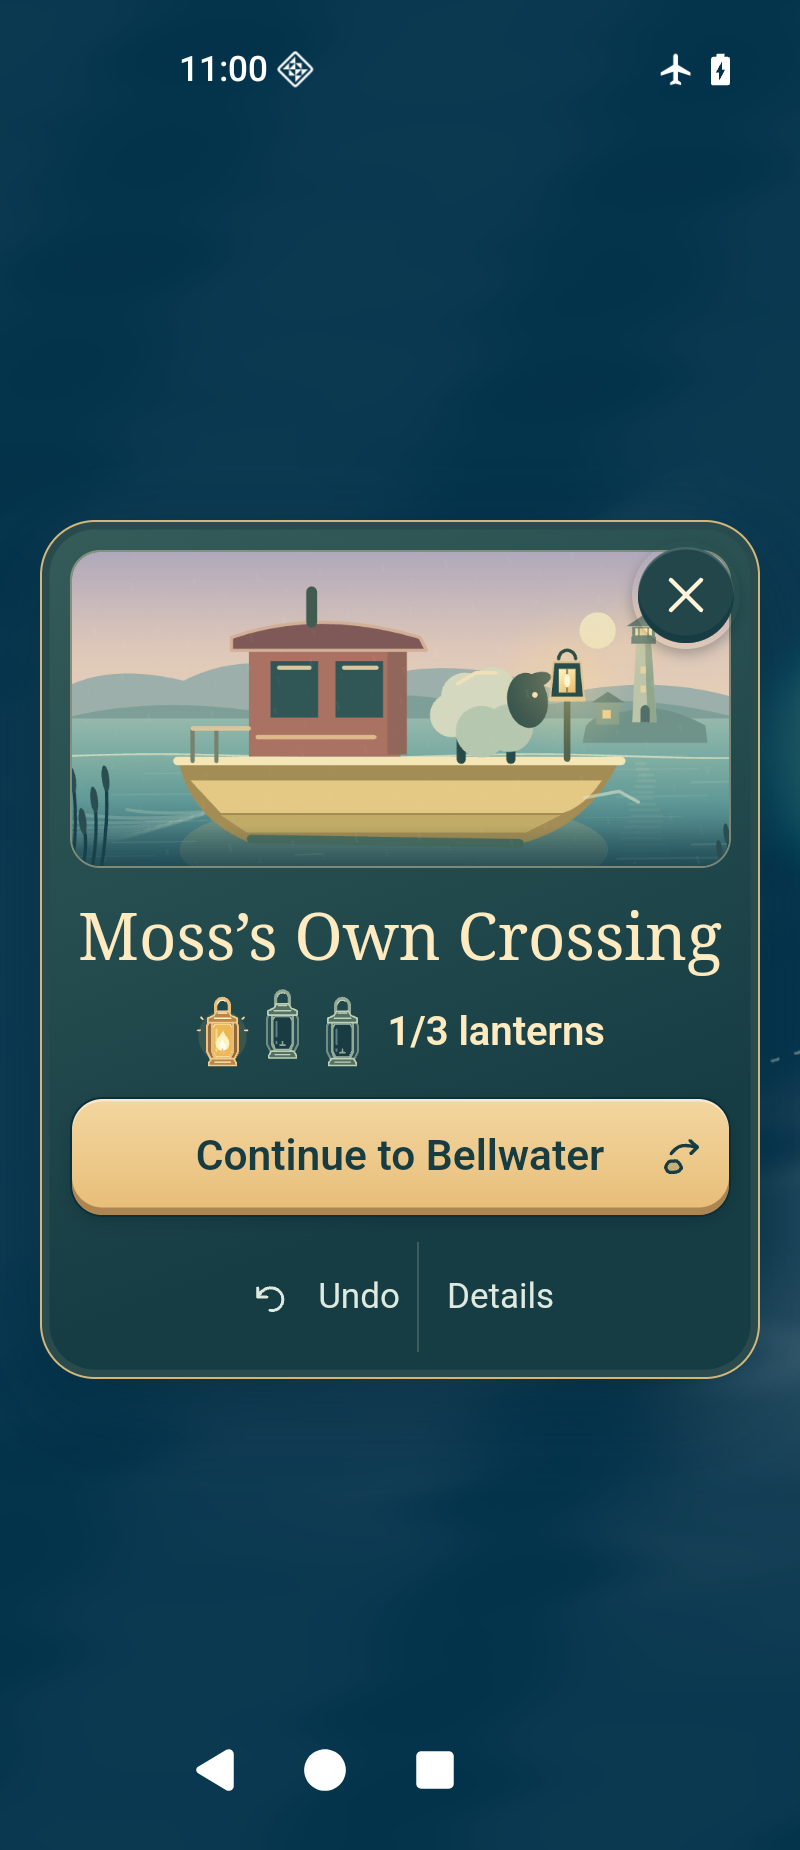 11:00
Moss’s Own Crossing
1/3 lanterns
Continue to Bellwater
Undo
Details